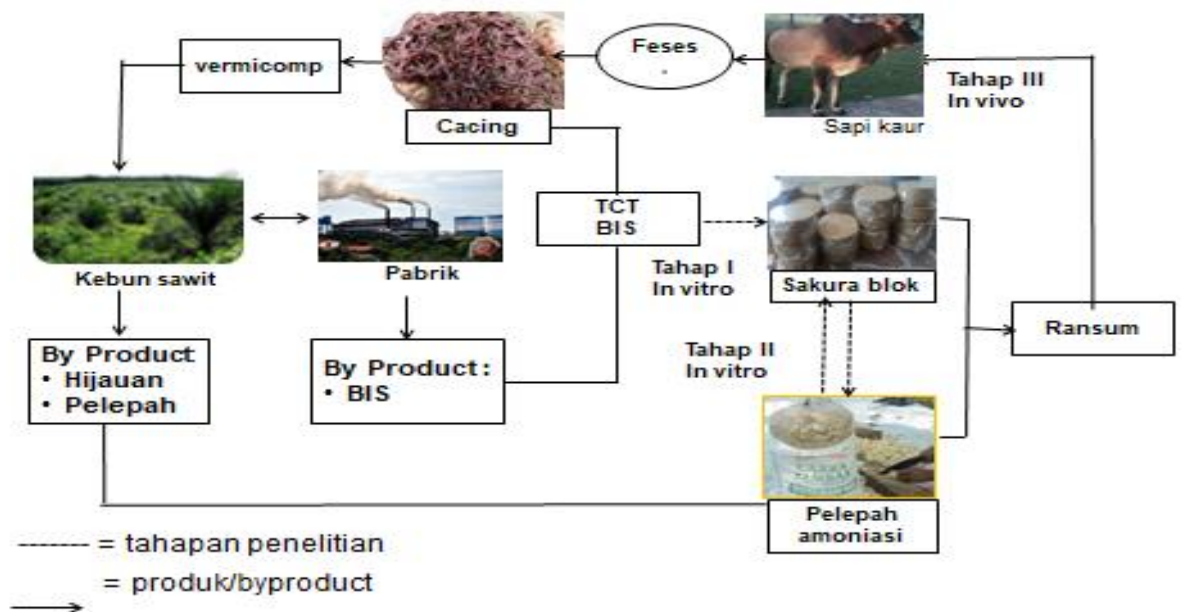 vermicomp
Feses
.
Tahap III
In vivo
Cacing
Sapi kaur
TCT
BIS
Kebun sawit
Pabrik
Tahap I
In vitro
Sakura blok
Ransum
By Product
• Hijauan
• Pelepah
By Product :
• BIS
Tahap II
In vitro
Pelepah
amoniasi
------- = tahapan penelitian
= produk/byproduct